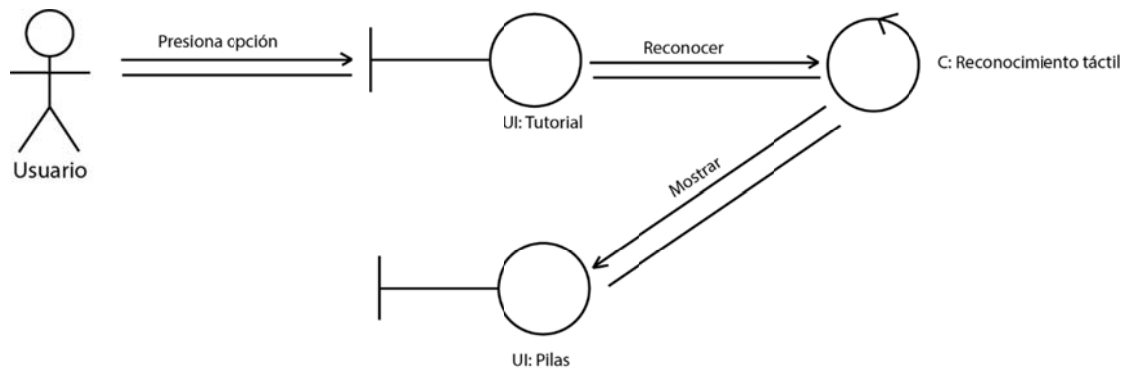 Presiona opción
Reconocer
C: Reconocimiento táctil
UI: Tutorial
Usuario
Mostrar
UI: Pilas